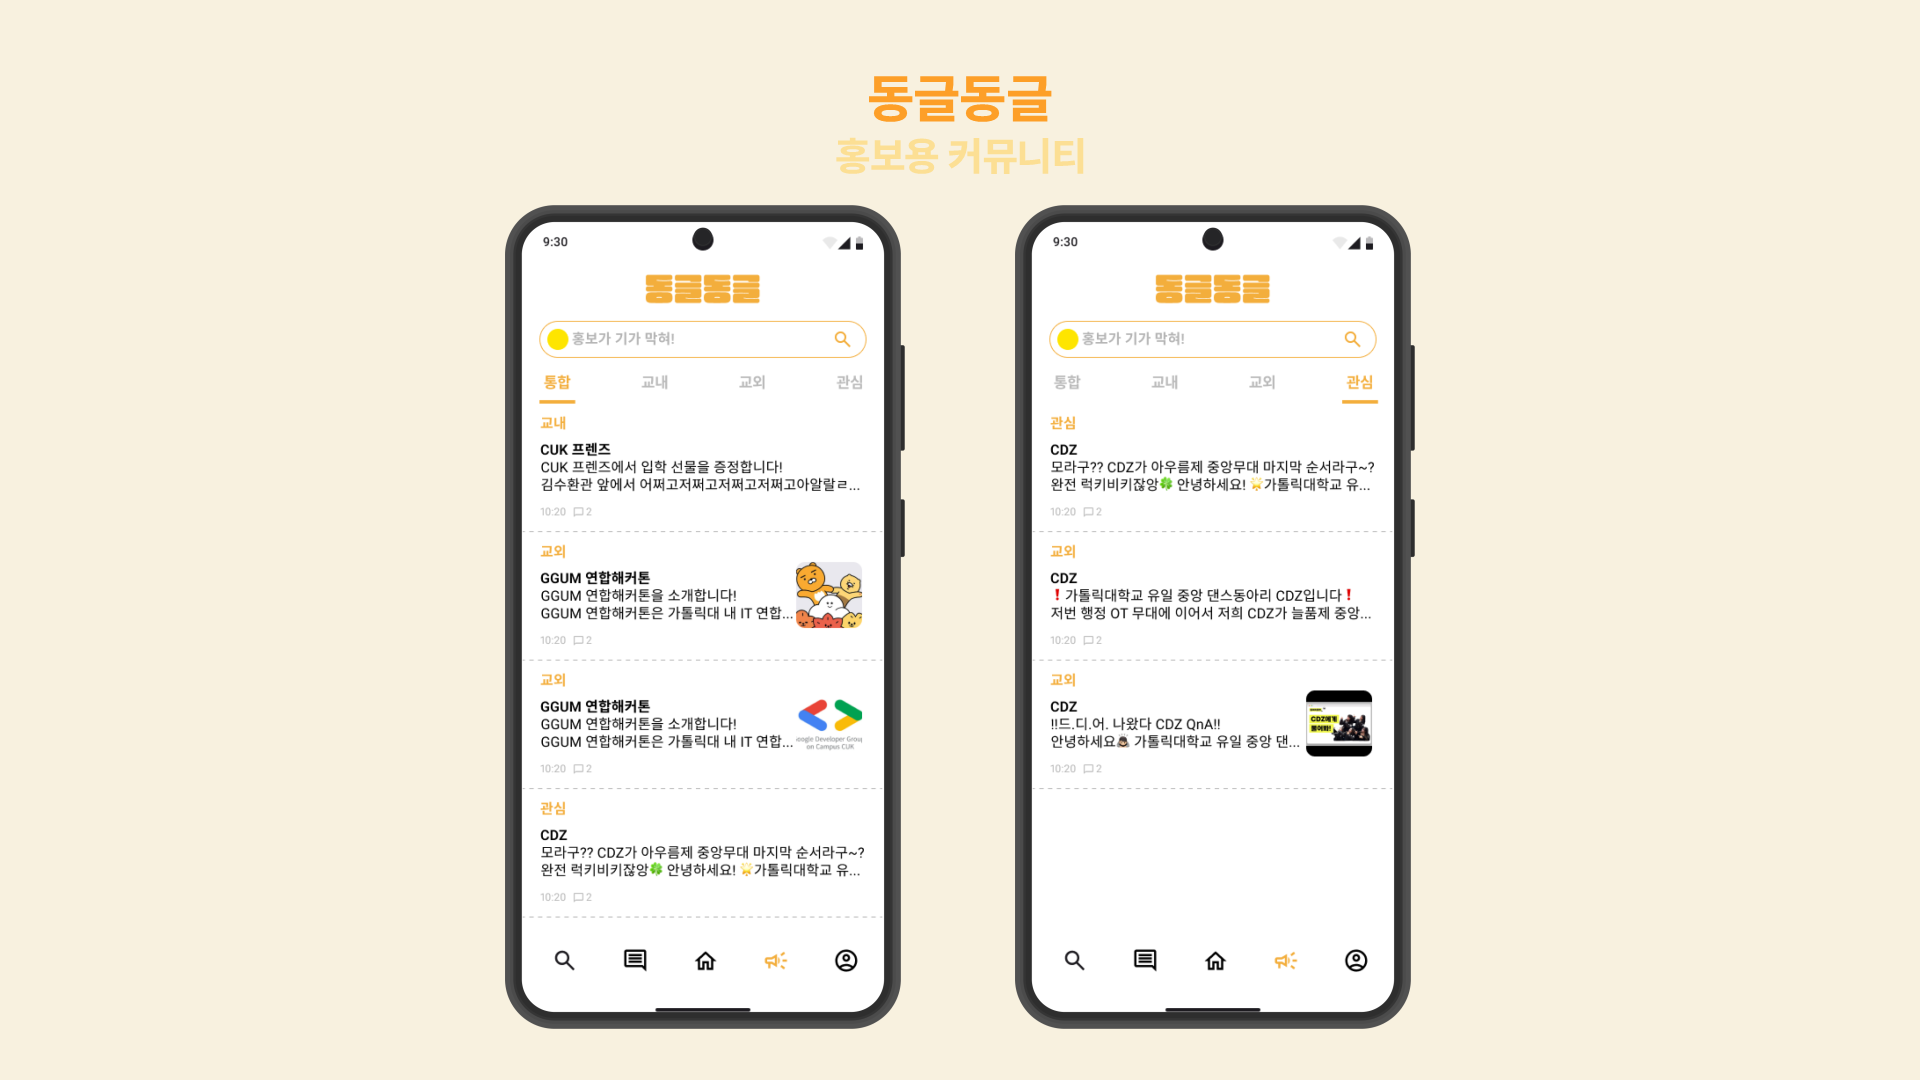 동글동글
홍보용 커뮤니티
9:30
동글동글
홍보가 기가 막혀!
통합 교내 교외 관심
교내
CUK 프렌즈
CUK 프렌즈에서 입학 선물을 증정합니다!
김수환관 앞에서 어쩌고저쩌고저쩌고저쩌고아알랄ㄹ...
10:20 2
교외
GGUM 연합해커톤
GGUM 연합해커톤을 소개합니다!
GGUM 연합해커톤은 가톨릭대 내 IT 연합...
10:20 2
교외
GGUM 연합해커톤
GGUM 연합해커톤을 소개합니다!
GGUM 연합해커톤은 가톨릭대 내 IT 연합...
oogle Developer Group
on Campus CUK
10:20 2
관심
CDZ
모라구?? CDZ가 아우름제 중앙무대 마지막 순서라구~?
완전 럭키비키잖앙🍀 안녕하세요! 🌟가톨릭대학교 유...
10:20 2
9:30
동글동글
홍보가 기가 막혀!
통합 교내 교외 관심
관심
CDZ
모라구?? CDZ가 아우름제 중앙무대 마지막 순서라구~?
완전 럭키비키잖앙🍀 안녕하세요! 🌟가톨릭대학교 유...
10:20 2
교외
CDZ
❗가톨릭대학교 유일 중앙 댄스동아리 CDZ입니다❗
저번 행정 OT 무대에 이어서 저희 CDZ가 늘품제 중앙...
10:20 2
교외
CDZ
!!드.디.어. 나왔다 CDZ QnA!!
안녕하세요🙇🏻 가톨릭대학교 유일 중앙 댄...
CDZ에게
물어봐!
10:20 2